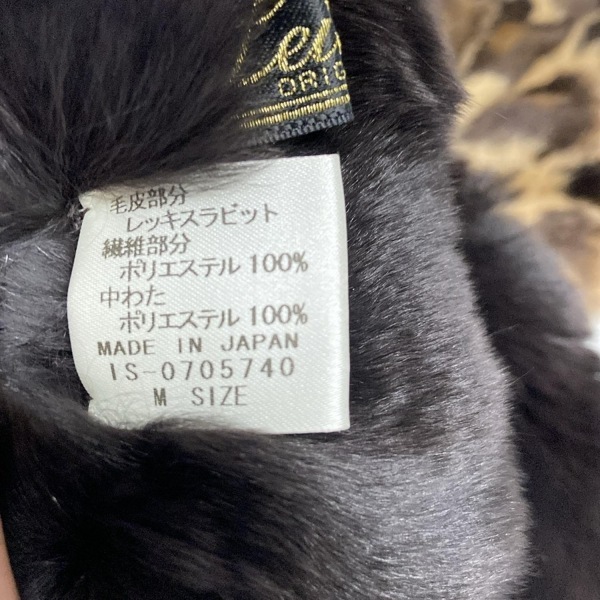 ORIG
毛皮部分
レッキスラビット
繊維部分
ポリエステル 100%
中わた
ポリエステル 100%
MADE IN JAPAN
IS-0705740
M SIZE